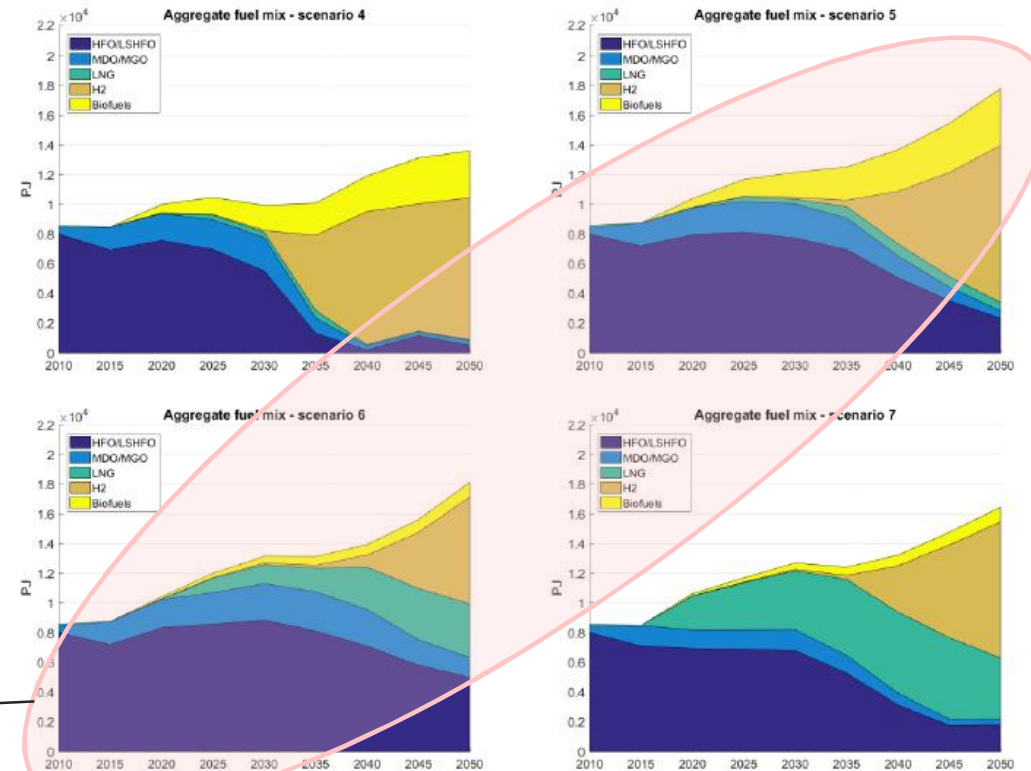 Aggregate fuel mix - scenario 4
×10⁴
2.2
2
1.8
1.6
1.4
1.2
1
0.8
0.6
0.4
0.2
0
PJ
HFO/LSHFO
MDO/MGO
LNG
H2
Biofuels
2010 2015 2020 2025 2030 2035 2040 2045 2050
Aggregate fuel mix - scenario 5
×10⁴
2.2
2
1.8
1.6
1.4
1.2
1
0.8
0.6
0.4
0.2
0
PJ
HFO/LSHFO
MDO/MGO
LNG
H2
Biofuels
2010 2015 2020 2025 2030 2035 2040 2045 2050
Aggregate fuel mix - scenario 6
×10⁴
2.2
2
1.8
1.6
1.4
1.2
1
0.8
0.6
0.4
0.2
0
PJ
HFO/LSHFO
MDO/MGO
LNG
H2
Biofuels
2010 2015 2020 2025 2030 2035 2040 2045 2050
Aggregate fuel mix - scenario 7
×10⁴
2.2
2
1.8
1.6
1.4
1.2
1
0.8
0.6
0.4
0.2
0
PJ
HFO/LSHFO
MDO/MGO
LNG
H2
Biofuels
2010 2015 2020 2025 2030 2035 2040 2045 2050